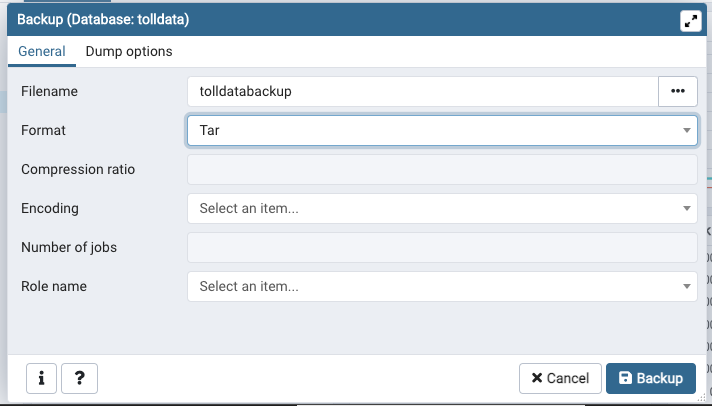 Backup (Database: tolldata)
General Dump options
Filename tolldatabackup •••
Format Tar
Compression ratio
Encoding Select an item...
Number of jobs
Role name Select an item...
i ? Cancel Backup